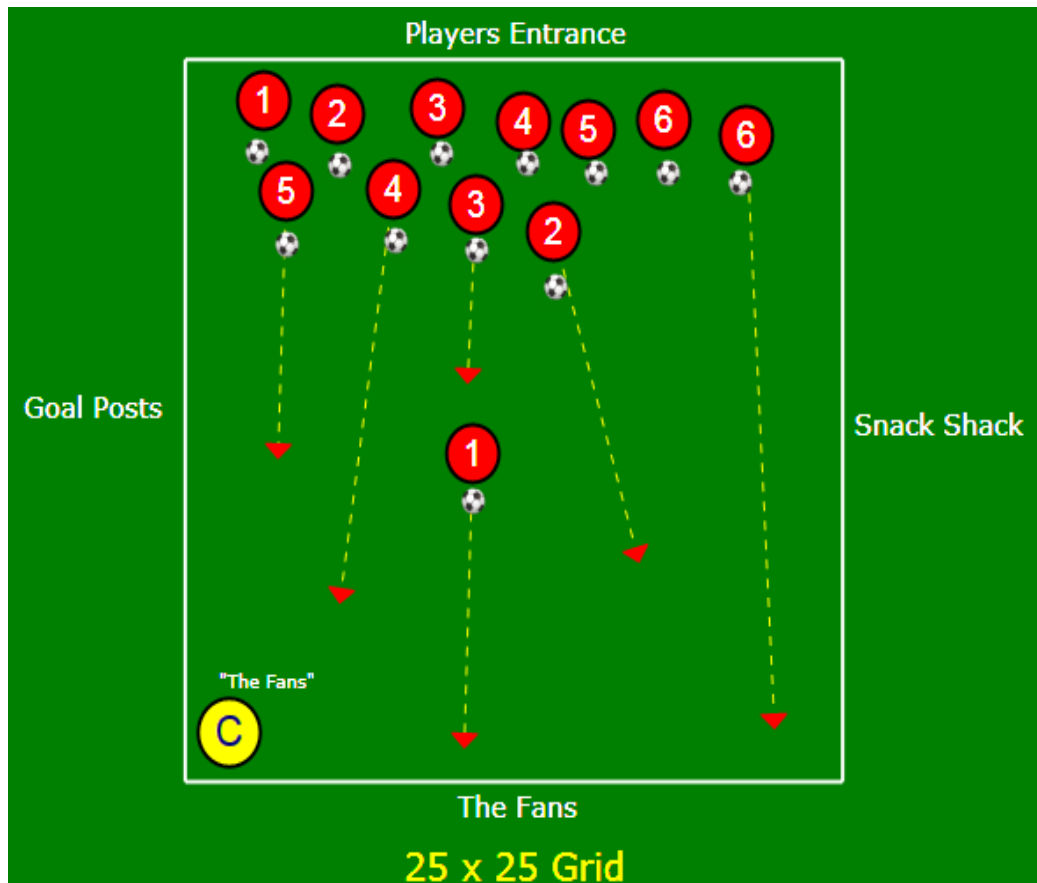 Players Entrance
1 2 3 4 5 6 6
5 4 3 2
Goal Posts
Snack Shack
1
"The Fans"
C
The Fans
25 x 25 Grid